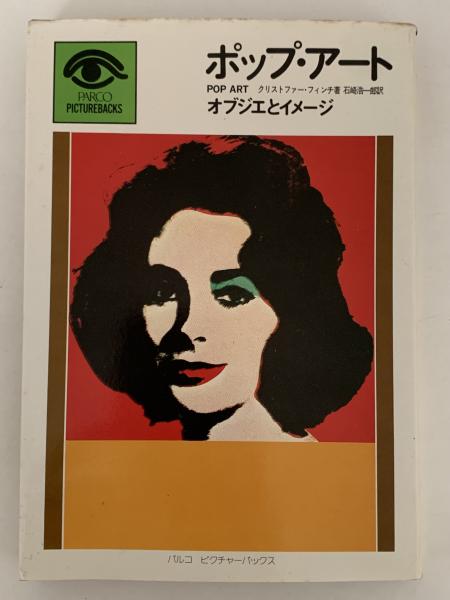 PARCO
PICTUREBACKS
ポップ・アート
POP ART クリストファー・フィンチ著 石崎浩一郎訳
オブジェとイメージ
パルコ ピクチャーバックス